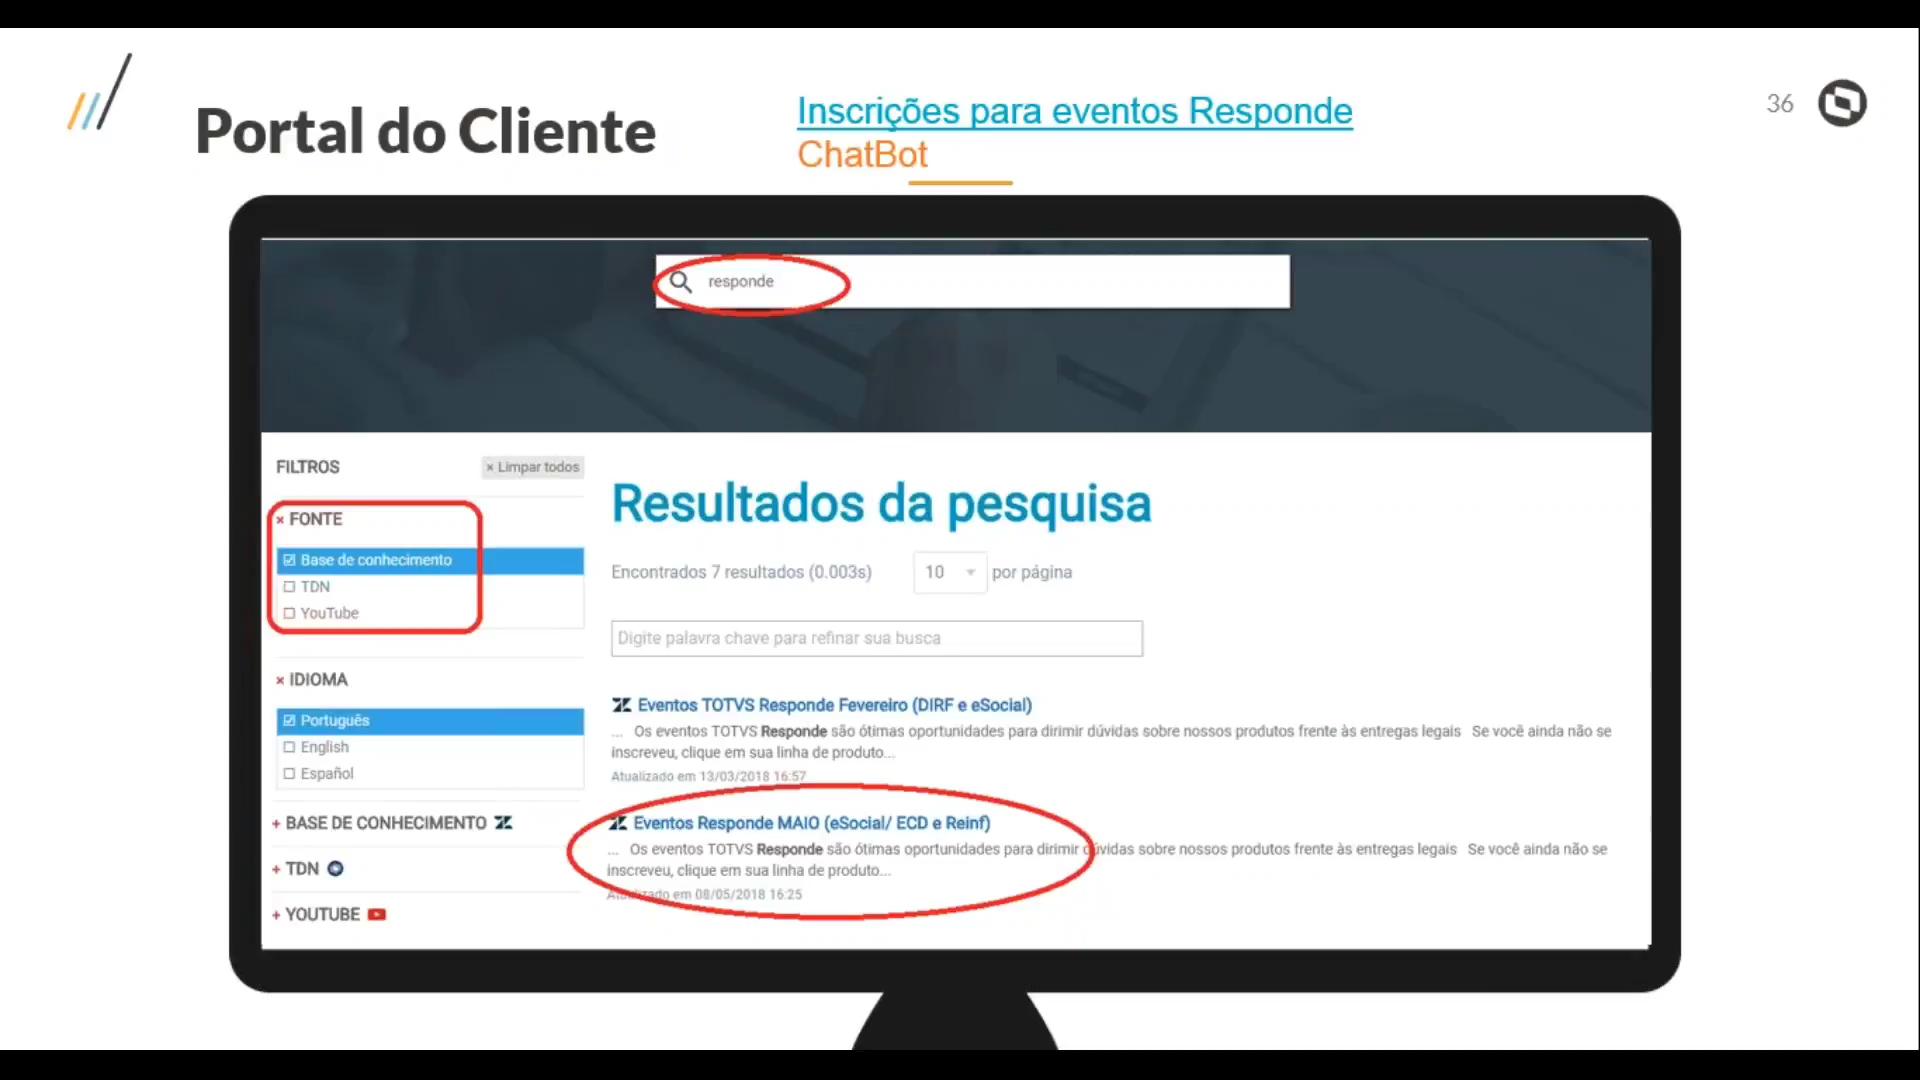 Portal do Cliente
Inscrições para eventos Responde
ChatBot
36
responde
FILTROS
× Limpar todos
× FONTE
Base de conhecimento
TDN
YouTube
× IDIOMA
Português
English
Español
+ BASE DE CONHECIMENTO
+ TDN
+ YOUTUBE
Resultados da pesquisa
Encontrados 7 resultados (0.003s)
10
por página
Digite palavra chave para refinar sua busca
Eventos TOTVS Responde Fevereiro (DIRF e eSocial)
... Os eventos TOTVS Responde são ótimas oportunidades para dirimir dúvidas sobre nossos produtos frente às entregas legais Se você ainda não se
inscreveu, clique em sua linha de produto...
Atualizado em 13/03/2018 16:57
Eventos Responde MAIO (eSocial/ ECD e Reinf)
... Os eventos TOTVS Responde são ótimas oportunidades para dirimir dúvidas sobre nossos produtos frente às entregas legais Se você ainda não se
inscreveu, clique em sua linha de produto...
Atualizado em 08/05/2018 16:25